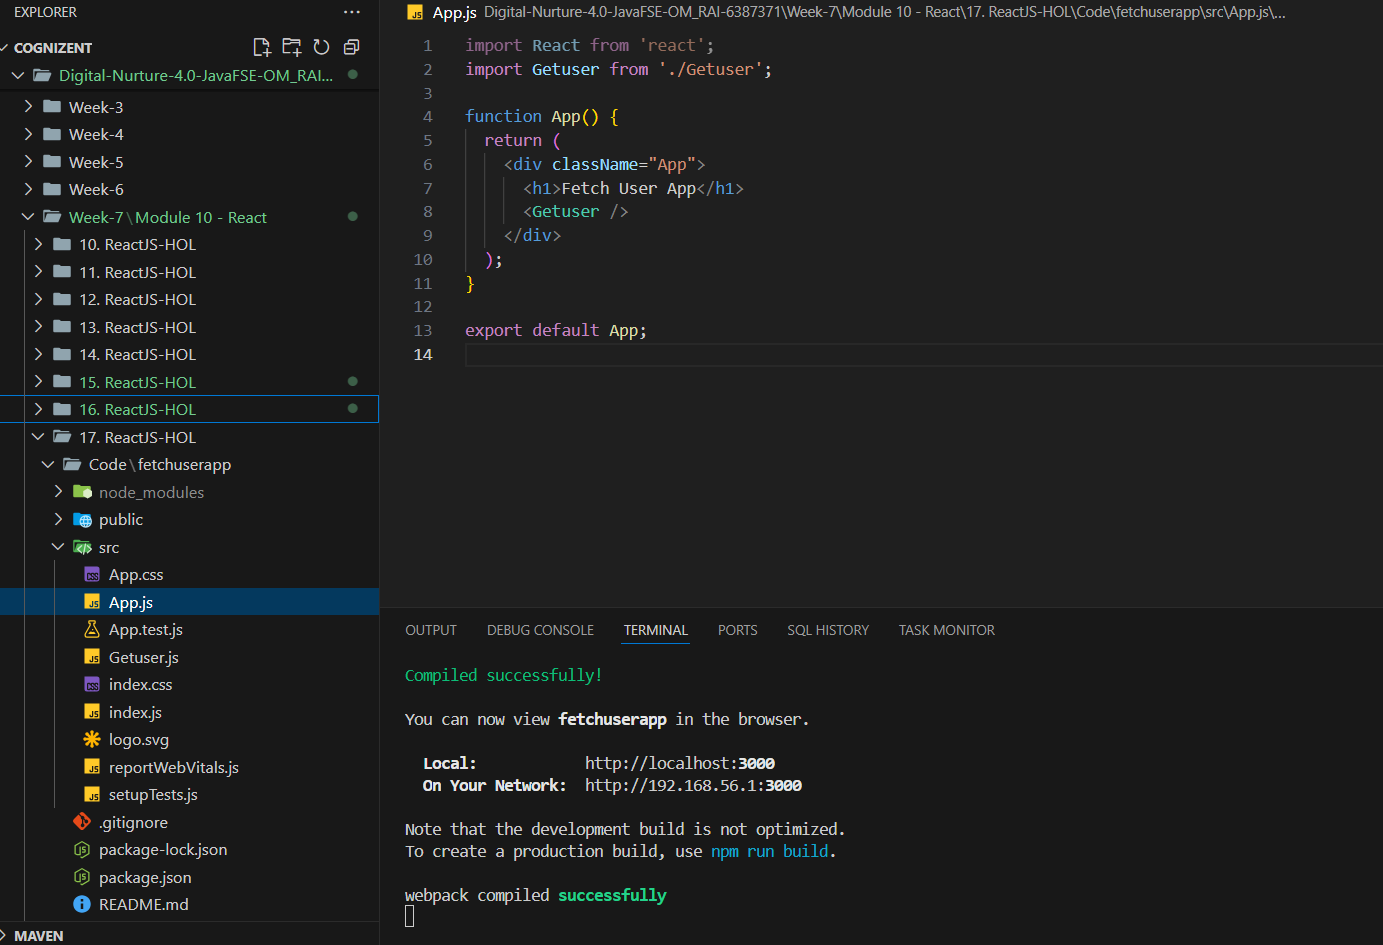 EXPLORER
COGNIZENT
Digital-Nurture-4.0-JavaFSE-OM_RAI...
Week-3
Week-4
Week-5
Week-6
Week-7\Module 10 - React
10. ReactJS-HOL
11. ReactJS-HOL
12. ReactJS-HOL
13. ReactJS-HOL
14. ReactJS-HOL
15. ReactJS-HOL
16. ReactJS-HOL
17. ReactJS-HOL
Code\fetchuserapp
node_modules
public
src
App.css
App.js
App.test.js
Getuser.js
index.css
index.js
logo.svg
reportWebVitals.js
setupTests.js
.gitignore
package-lock.json
package.json
README.md
MAVEN
App.js Digital-Nurture-4.0-JavaFSE-OM_RAI-6387371\Week-7\Module 10 - React\17. ReactJS-HOL\Code\fetchuserapp\src\App.js\...
1 import React from 'react';
2 import Getuser from './Getuser';
3
4 function App() {
5 return (
6 <div className="App">
7 <h1>Fetch User App</h1>
8 <Getuser />
9 </div>
10 );
11 }
12
13 export default App;
14
OUTPUT DEBUG CONSOLE TERMINAL PORTS SQL HISTORY TASK MONITOR
Compiled successfully!
You can now view fetchuserapp in the browser.
Local: http://localhost:3000
On Your Network: http://192.168.56.1:3000
Note that the development build is not optimized.
To create a production build, use npm run build.
webpack compiled successfully